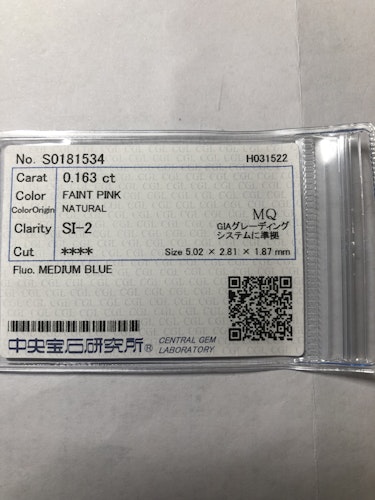 No. S0181534 H031522
Carat 0.163 ct
Color FAINT PINK
ColorOrigin NATURAL
Clarity SI-2
MQ
GIAグレーディング
システムに準拠
Cut ****
Size 5.02 × 2.81 × 1.87 mm
Fluo. MEDIUM BLUE
中央宝石研究所® CENTRAL GEM
LABORATORY